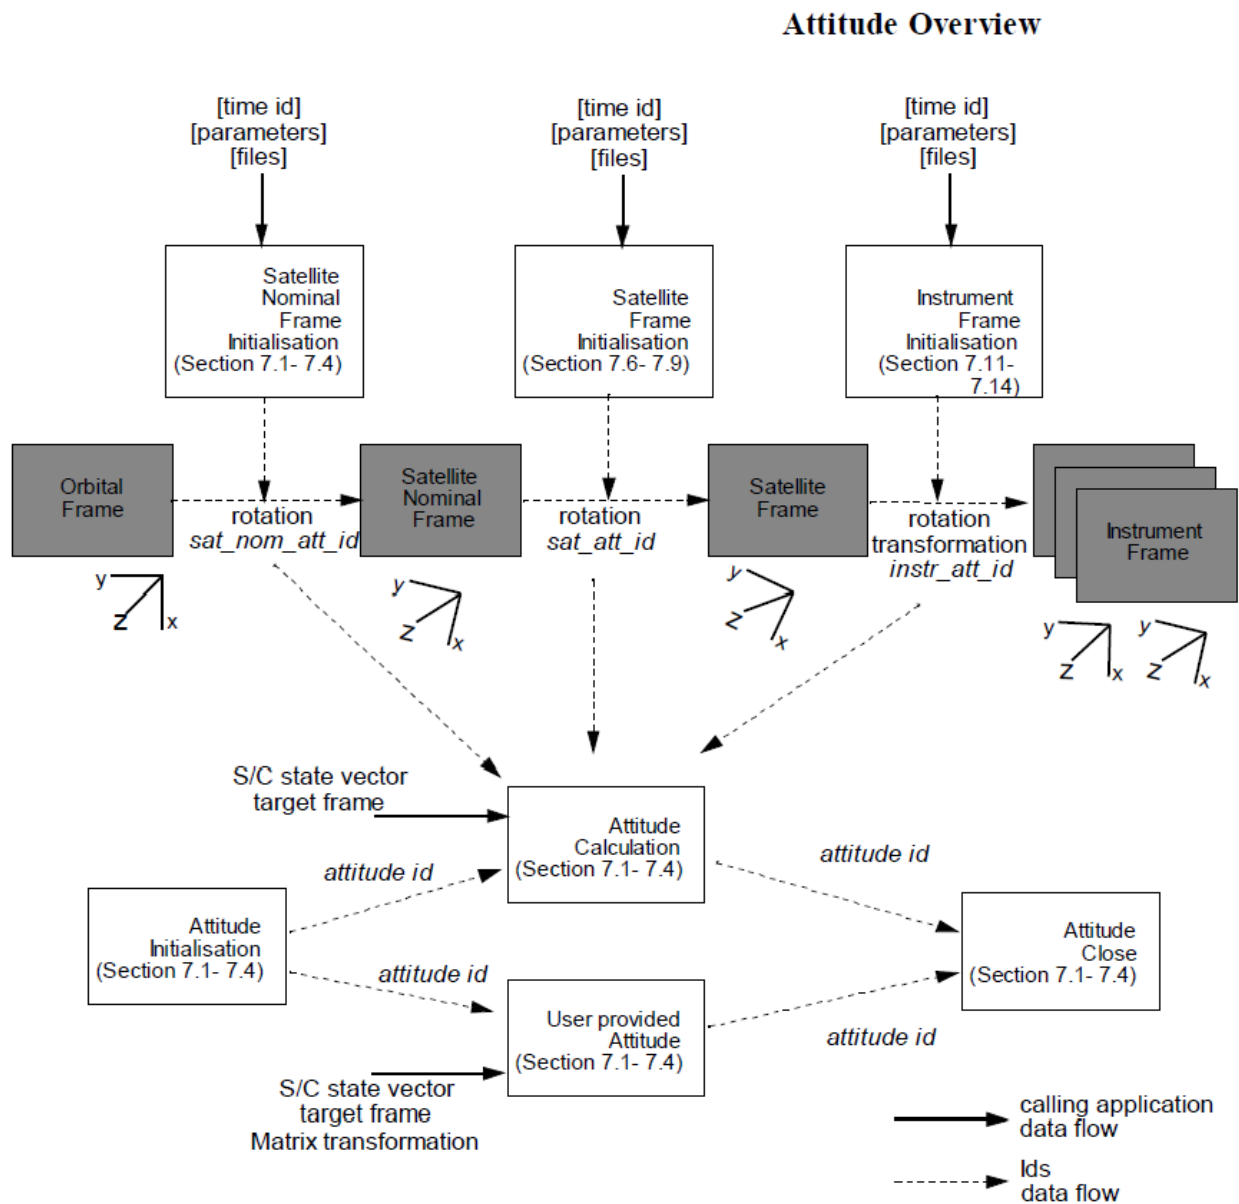 Attitude Overview
[time id]
[parameters]
[files]
[time id]
[parameters]
[files]
[time id]
[parameters]
[files]
Satellite
Nominal
Frame
Initialisation
(Section 7.1- 7.4)
Satellite
Frame
Initialisation
(Section 7.6- 7.9)
Instrument
Frame
Initialisation
(Section 7.11-
7.14)
Orbital
Frame
rotation
sat_nom_att_id
Satellite
Nominal
Frame
rotation
sat_att_id
Satellite
Frame
rotation
transformation
instr_att_id
Instrument
Frame
y
z
x
y
z
x
y
z
x
y
z
x
y
z
x
S/C state vector
target frame
Attitude
Calculation
(Section 7.1- 7.4)
attitude id
attitude id
Attitude
Initialisation
(Section 7.1- 7.4)
attitude id
Attitude
Close
(Section 7.1- 7.4)
User provided
Attitude
(Section 7.1- 7.4)
attitude id
S/C state vector
target frame
Matrix transformation
calling application
data flow
Ids
data flow